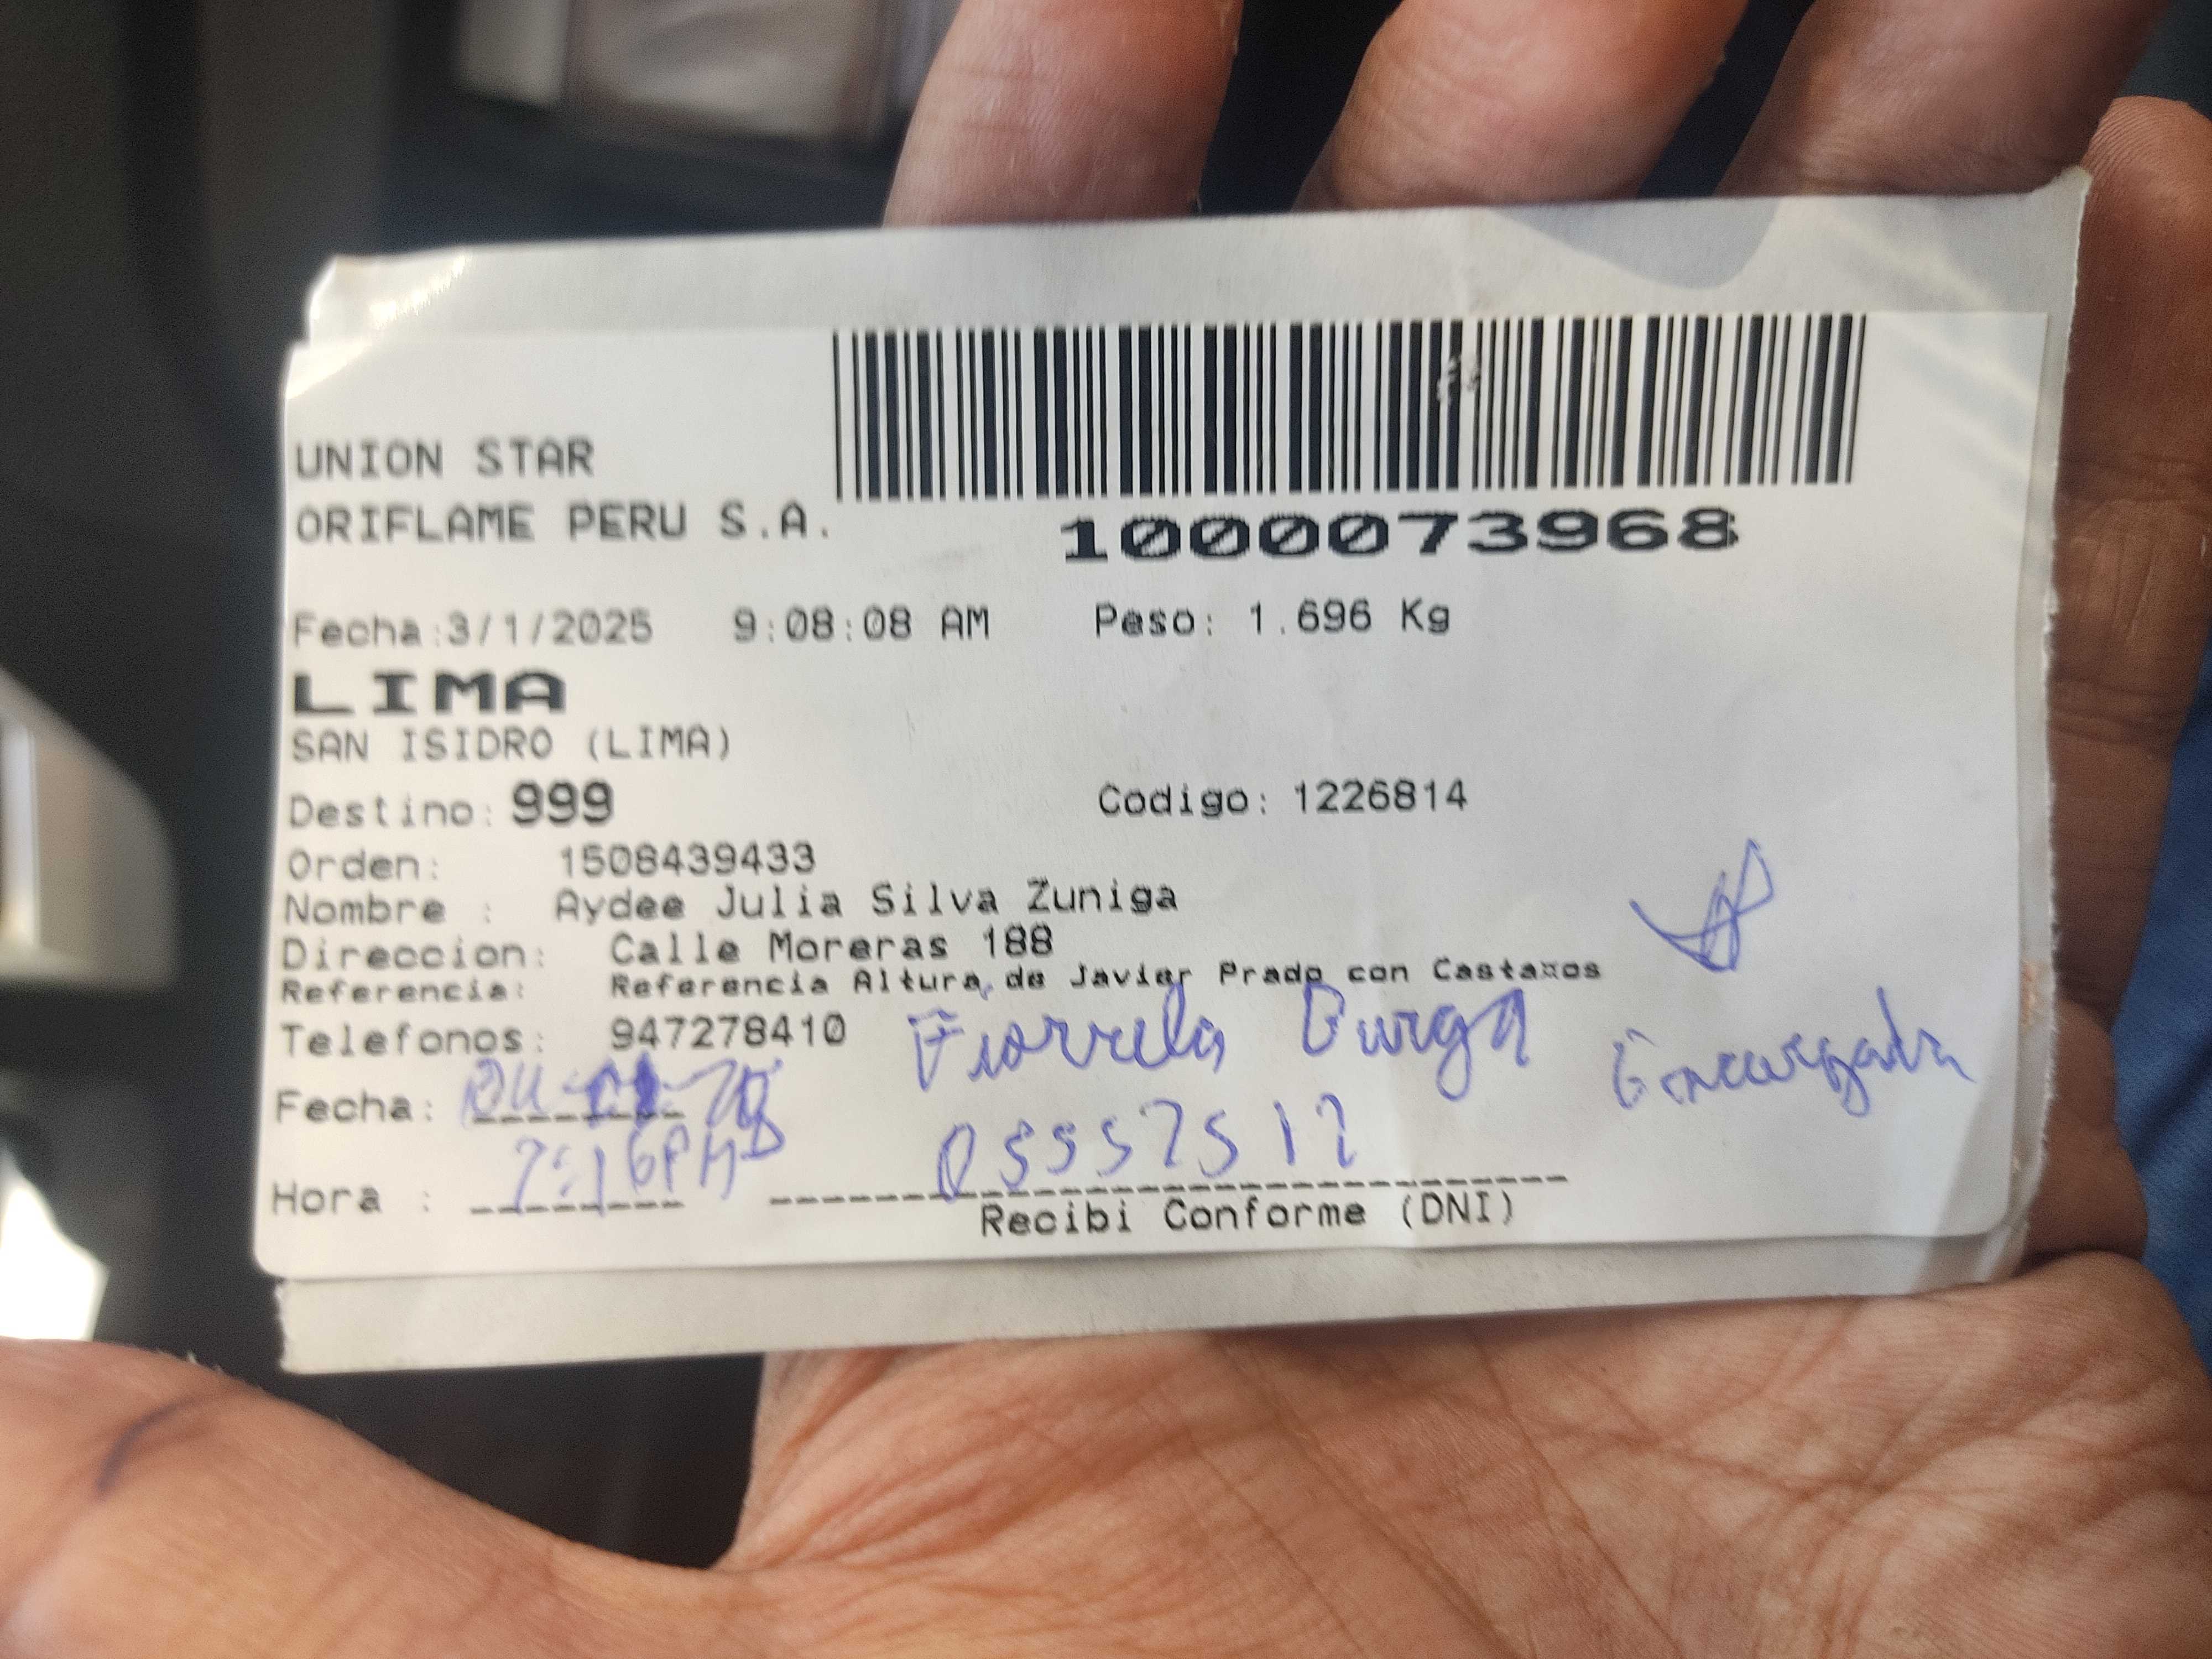 UNION STAR
ORIFLAME PERU S.A.
1000073968
Fecha:3/1/2025 9:08:08 AM Peso: 1.696 Kg
LIMA
SAN ISIDRO (LIMA)
Destino: 999 Codigo: 1226814
Orden: 1508439433
Nombre : Aydee Julia Silva Zuniga
Direccion: Calle Moreras 188
Referencia: Referencia Altura de Javier Prado con Casta¤os
Telefonos: 947278410
Burga
Encargada
Fecha:
Hora :
Recibi Conforme (DNI)